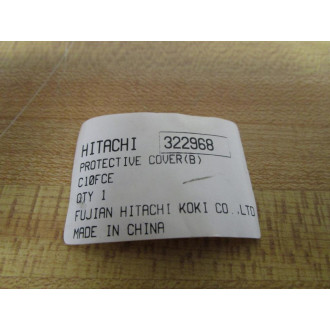 HITACHI 322968
PROTECTIVE COVER(B)
C10FCE
QTY 1
FUJIAN HITACHI KOKI CO.,LTD
MADE IN CHINA